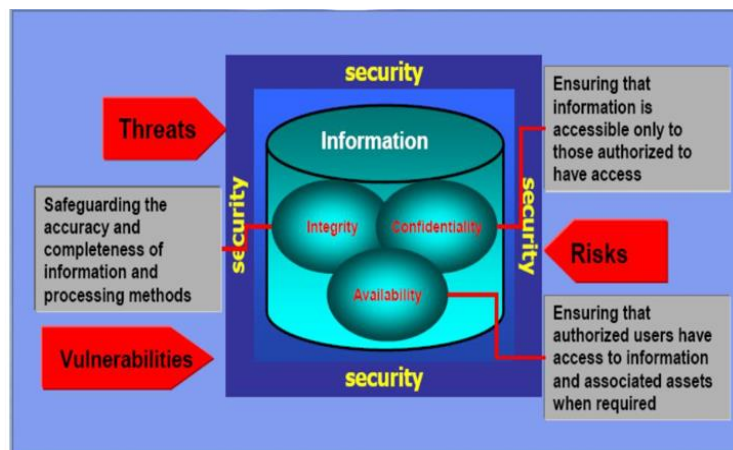 security
Ensuring that
information is
accessible only to
those authorized to
have access
Threats
Information
security
security
Safeguarding the
accuracy and
completeness of
information and
processing methods
Integrity
Confidentiality
Risks
Availability
Ensuring that
authorized users have
access to information
and associated assets
when required
Vulnerabilities
security